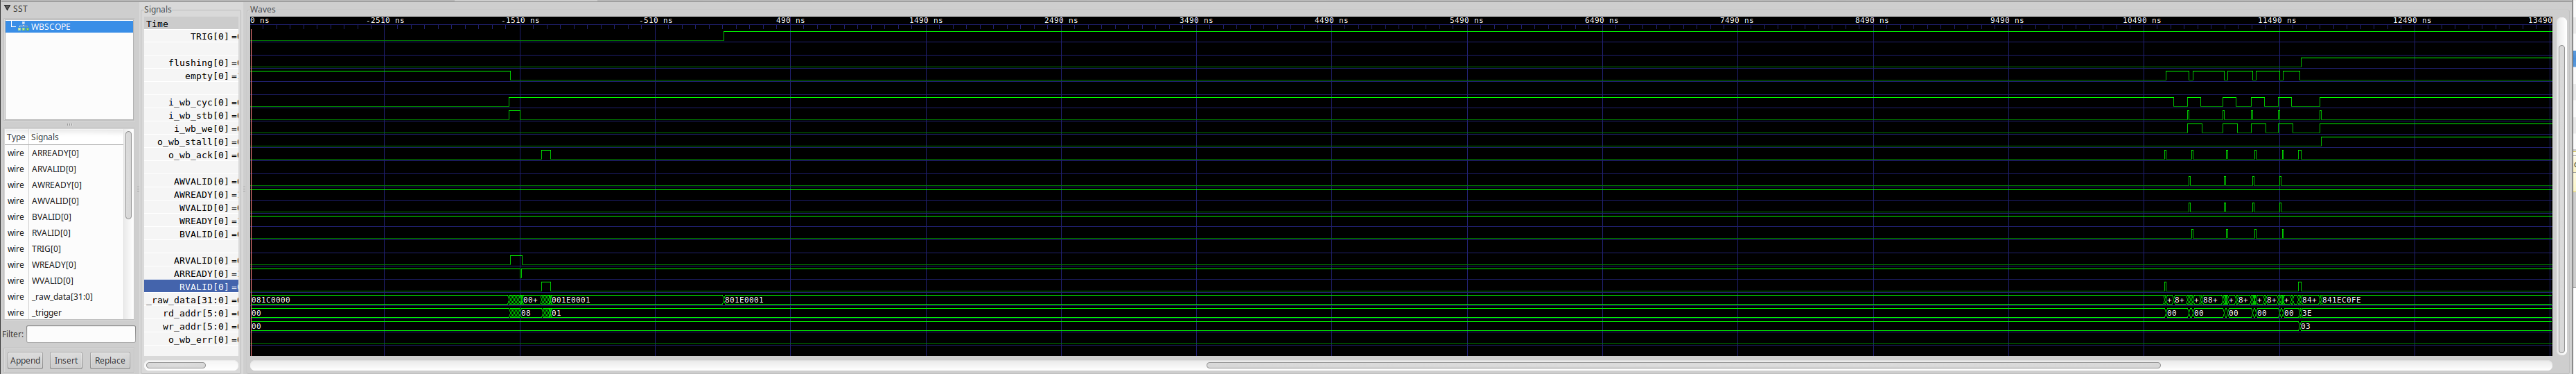 SST
WBSCOPE
Type Signals
wire ARREADY[0]
wire ARVALID[0]
wire AWREADY[0]
wire AWVALID[0]
wire BVALID[0]
wire RVALID[0]
wire TRIG[0]
wire WREADY[0]
wire WVALID[0]
wire _raw_data[31:0]
wire _trigger
Filter:
Append Insert Replace
Signals
Time
TRIG[0] =
flushing[0] =
empty[0] =
i_wb_cyc[0] =
i_wb_stb[0] =
i_wb_we[0] =
o_wb_stall[0] =
o_wb_ack[0] =
AWVALID[0] =
AWREADY[0] =
WVALID[0] =
WREADY[0] =
BVALID[0] =
ARVALID[0] =
ARREADY[0] =
RVALID[0] =
_raw_data[31:0] =
rd_addr[5:0] =
wr_addr[5:0] =
o_wb_err[0] =
Waves
0 ns -2510 ns -1510 ns -510 ns 490 ns 1490 ns 2490 ns 3490 ns 4490 ns 5490 ns 6490 ns 7490 ns 8490 ns 9490 ns 10490 ns 11490 ns 12490 ns 13490
081C0000 00+ 001E0001 801E0001 + 8+ + 88+ + 8+ + 8+ + 84+ 841EC0FE
00 08 01 00 00 00 00 00 3E
00 03